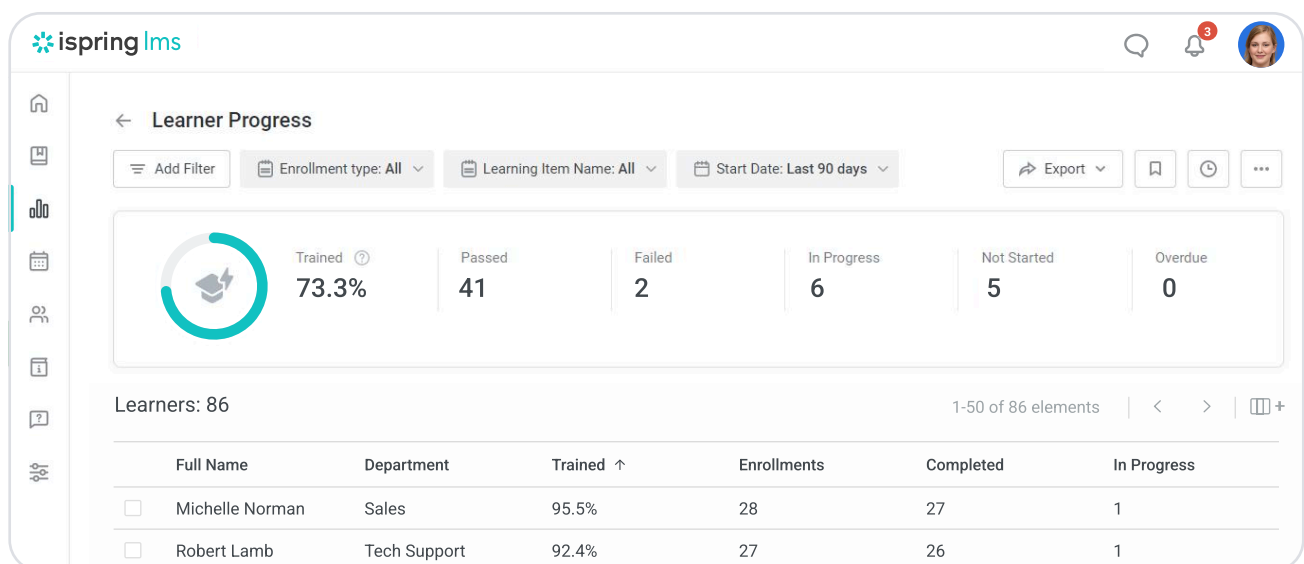 ispring lms
3
Learner Progress
Add Filter
Enrollment type: All
Learning Item Name: All
Start Date: Last 90 days
Export
Trained ?
Passed
Failed
In Progress
Not Started
Overdue
73.3%
41
2
6
5
0
Learners: 86
1-50 of 86 elements
Full Name Department Trained Enrollments Completed In Progress
Michelle Norman Sales 95.5% 28 27 1
Robert Lamb Tech Support 92.4% 27 26 1